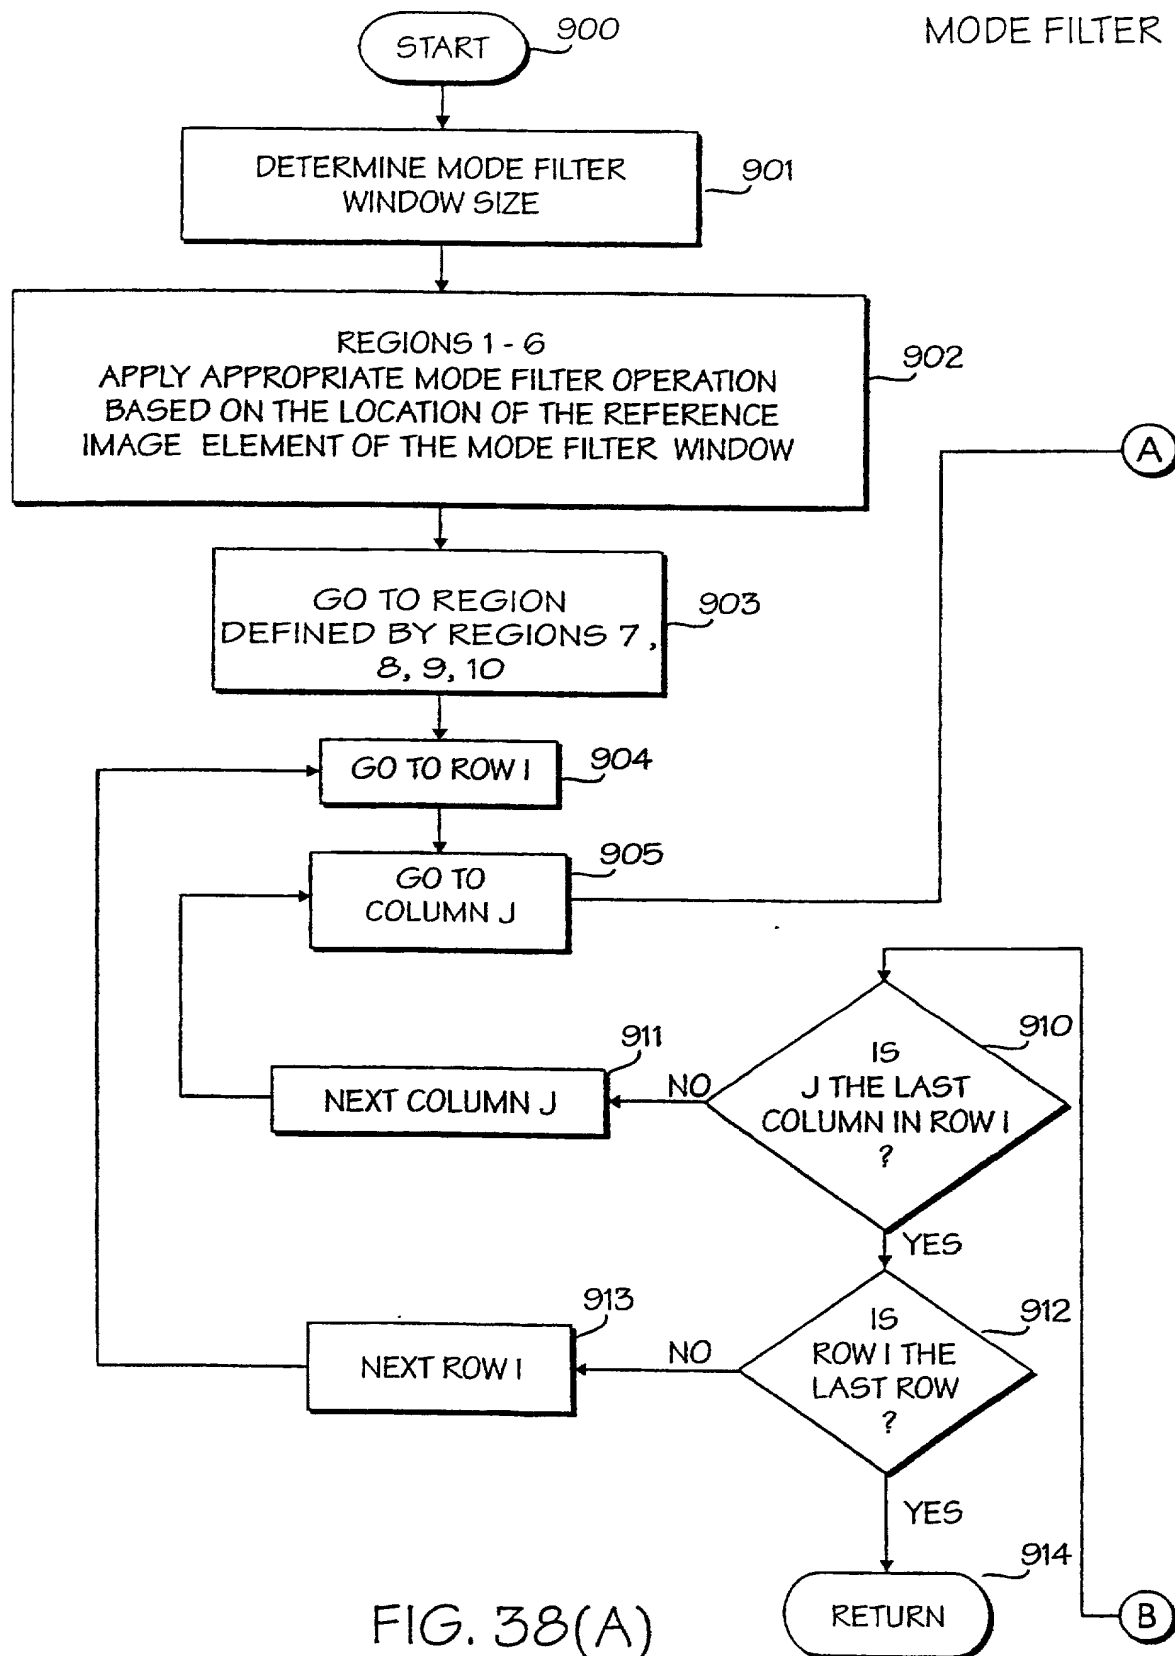 MODE FILTER
START
900
DETERMINE MODE FILTER
WINDOW SIZE
901
REGIONS 1 - 6
APPLY APPROPRIATE MODE FILTER OPERATION
BASED ON THE LOCATION OF THE REFERENCE
IMAGE ELEMENT OF THE MODE FILTER WINDOW
902
A
GO TO REGION
DEFINED BY REGIONS 7 ,
8, 9, 10
903
GO TO ROW I
904
GO TO
COLUMN J
905
IS
J THE LAST
COLUMN IN ROW I
?
910
NO
NEXT COLUMN J
911
YES
IS
ROW I THE
LAST ROW
?
912
NO
NEXT ROW I
913
YES
RETURN
914
B
FIG. 38(A)